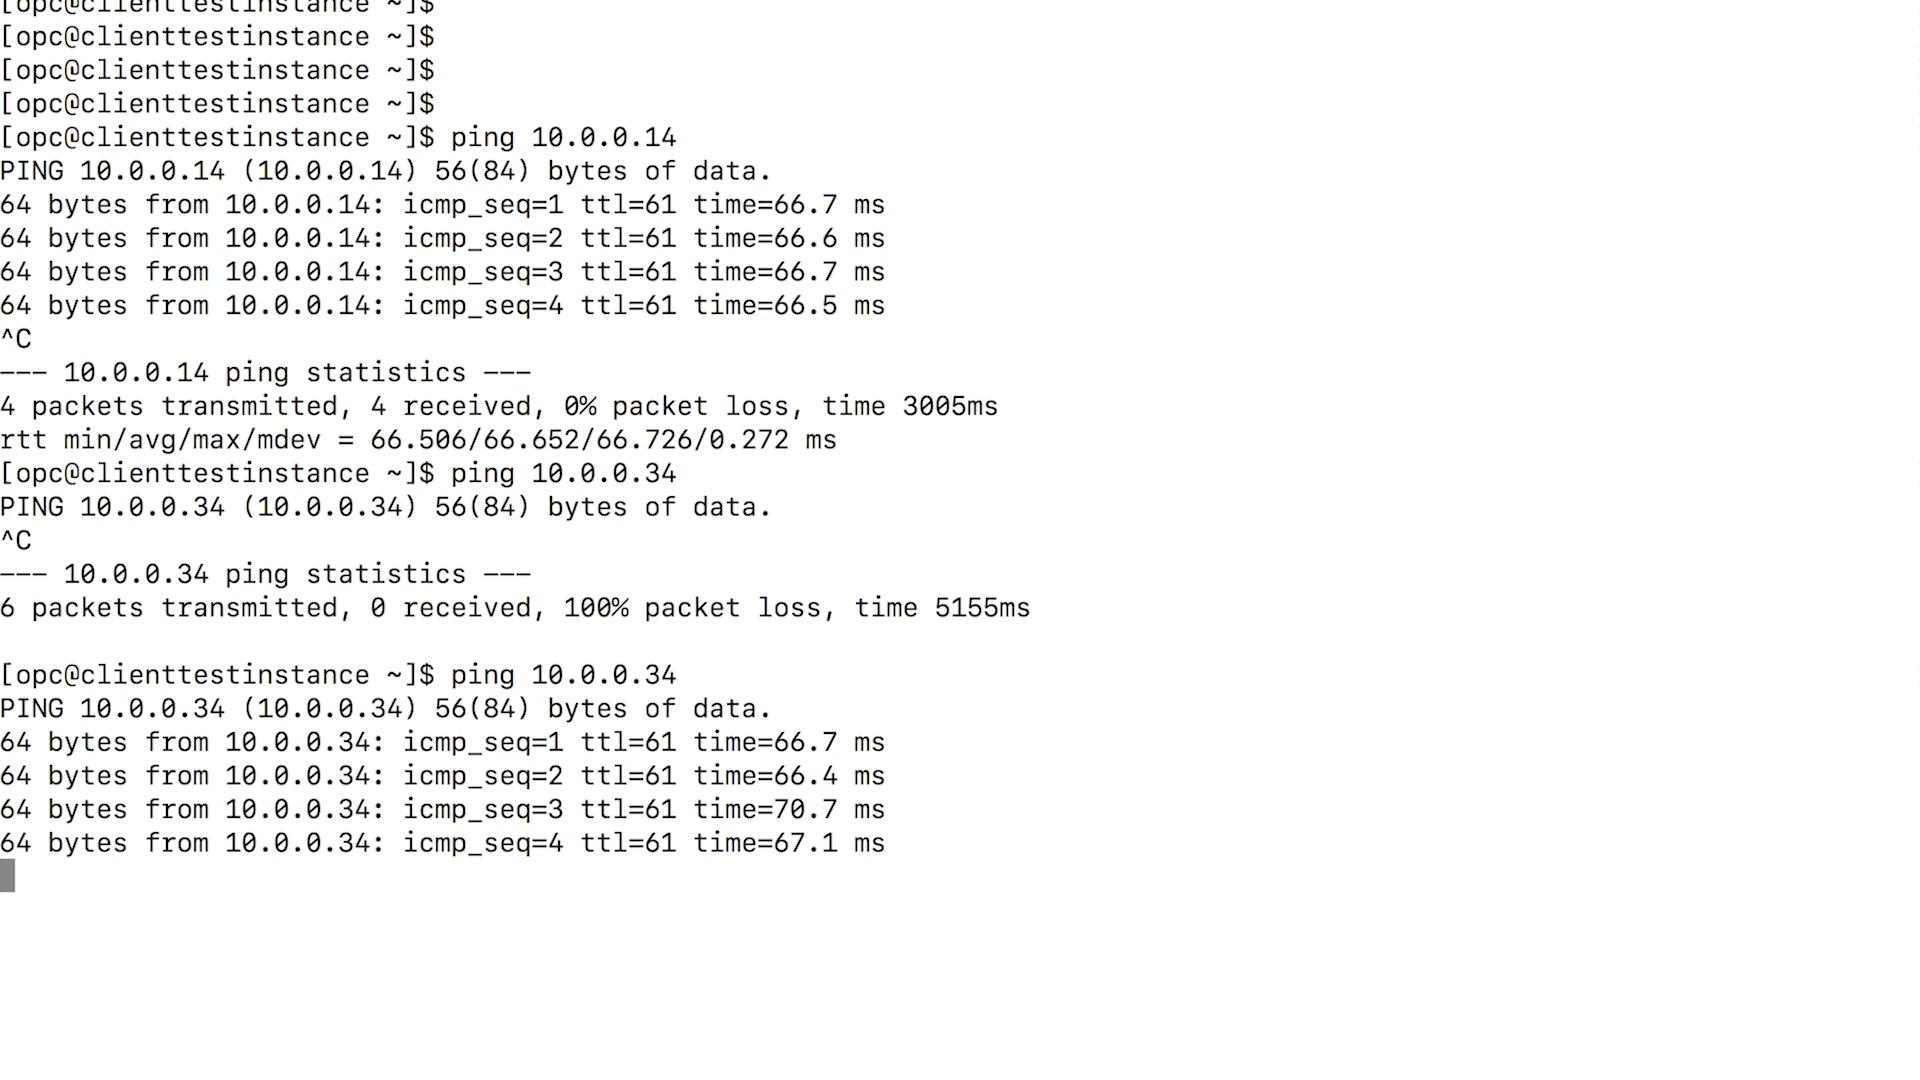 [opc@clienttestinstance ~]$
[opc@clienttestinstance ~]$
[opc@clienttestinstance ~]$
[opc@clienttestinstance ~]$
[opc@clienttestinstance ~]$ ping 10.0.0.14
PING 10.0.0.14 (10.0.0.14) 56(84) bytes of data.
64 bytes from 10.0.0.14: icmp_seq=1 ttl=61 time=66.7 ms
64 bytes from 10.0.0.14: icmp_seq=2 ttl=61 time=66.6 ms
64 bytes from 10.0.0.14: icmp_seq=3 ttl=61 time=66.7 ms
64 bytes from 10.0.0.14: icmp_seq=4 ttl=61 time=66.5 ms
^C
--- 10.0.0.14 ping statistics ---
4 packets transmitted, 4 received, 0% packet loss, time 3005ms
rtt min/avg/max/mdev = 66.506/66.652/66.726/0.272 ms
[opc@clienttestinstance ~]$ ping 10.0.0.34
PING 10.0.0.34 (10.0.0.34) 56(84) bytes of data.
^C
--- 10.0.0.34 ping statistics ---
6 packets transmitted, 0 received, 100% packet loss, time 5155ms
[opc@clienttestinstance ~]$ ping 10.0.0.34
PING 10.0.0.34 (10.0.0.34) 56(84) bytes of data.
64 bytes from 10.0.0.34: icmp_seq=1 ttl=61 time=66.7 ms
64 bytes from 10.0.0.34: icmp_seq=2 ttl=61 time=66.4 ms
64 bytes from 10.0.0.34: icmp_seq=3 ttl=61 time=70.7 ms
64 bytes from 10.0.0.34: icmp_seq=4 ttl=61 time=67.1 ms